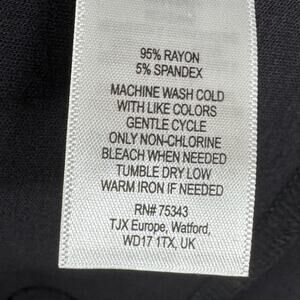 95% RAYON
5% SPANDEX
MACHINE WASH COLD
WITH LIKE COLORS
GENTLE CYCLE
ONLY NON-CHLORINE
BLEACH WHEN NEEDED
TUMBLE DRY LOW
WARM IRON IF NEEDED
RN# 75343
TJX Europe, Watford,
WD17 1TX, UK